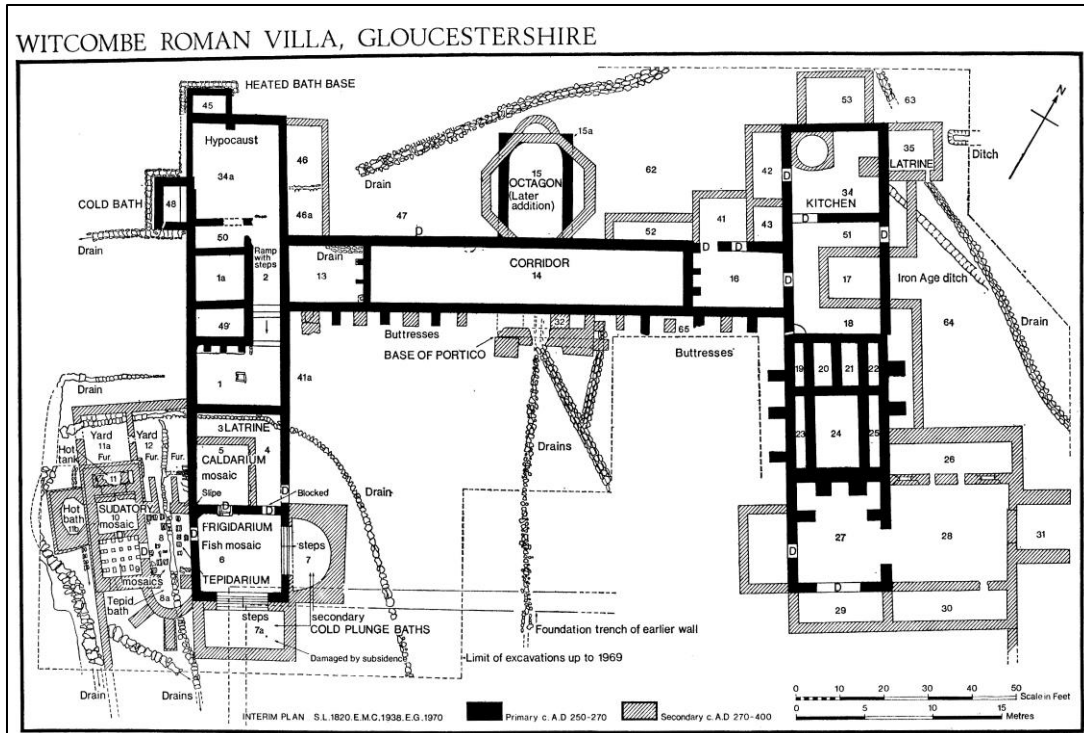 WITCOMBE ROMAN VILLA, GLOUCESTERSHIRE
HEATED BATH BASE
45
Hypocaust
34a
46
COLD BATH
48
46a
Drain
50
Drain
47
D
Ramp
with
steps
2
1a
49
1
Drain
13
15a
15
OCTAGON
(Later
addition)
62
52
CORRIDOR
14
41
D
D
16
42
43
53
63
35
LATRINE
Ditch
34
KITCHEN
D
D
51
D
D
17
Iron Age ditch
18
64
Drain
N
Buttresses
32
BASE OF PORTICO
65
Buttresses
41a
Drains
19
20
21
22
23
24
25
26
27
28
31
D
D
29
30
Drain
Yard
11a
Fur.
Yard
12
Fur.
Fur.
Hot
tank
11
3 LATRINE
5
4
CALDARIUM
mosaic
Slipe
D
Blocked
D
D
D
Drain
Hot
bath
11b
SUDATORY
10
mosaic
D
8
FRIGIDARIUM
Fish mosaic
6
steps
7
TEPIDARIUM
mosaics
Tepid
bath
8a
steps
7a
secondary
COLD PLUNGE BATHS
Damaged by subsidence
Foundation trench of earlier wall
Limit of excavations up to 1969
Drain
Drains
0 10 20 30 40 50
Scale in Feet
0 5 10 15
Metres
INTERIM PLAN S.L.1820. E.M.C.1938. E.G.1970
Primary c. A.D 250-270
Secondary c. A.D 270-400